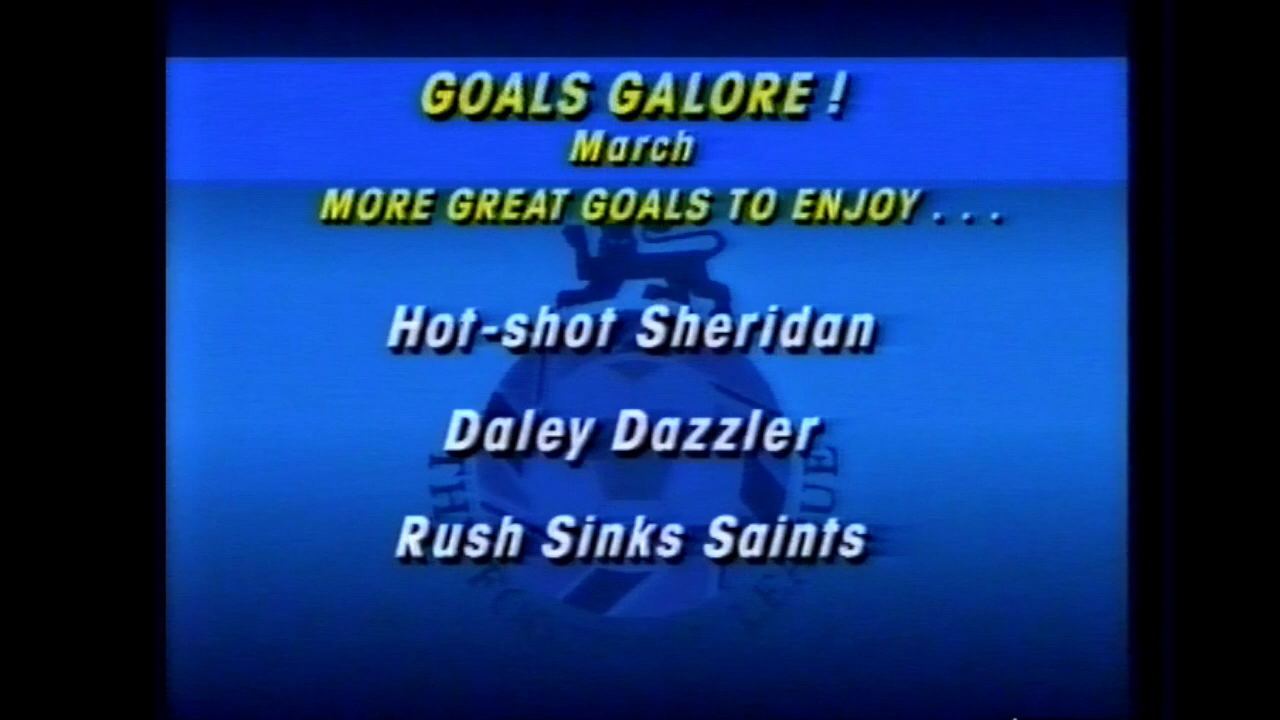 GOALS GALORE !
March
MORE GREAT GOALS TO ENJOY . . .
Hot-shot Sheridan
Daley Dazzler
Rush Sinks Saints